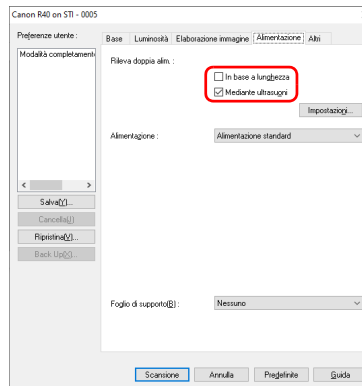 Canon R40 on STI - 0005
Preferenze utente :
Modalità completamente
Salva(Y)...
Cancella(J)
Ripristina(V)...
Back Up(X)...
Base Luminosità Elaborazione immagine Alimentazione Altri
Rileva doppia alim. :
In base a lunghezza
Mediante ultrasuoni
Impostazioni...
Alimentazione : Alimentazione standard
Foglio di supporto(B) : Nessuno
Scansione Annulla Predefinite Guida